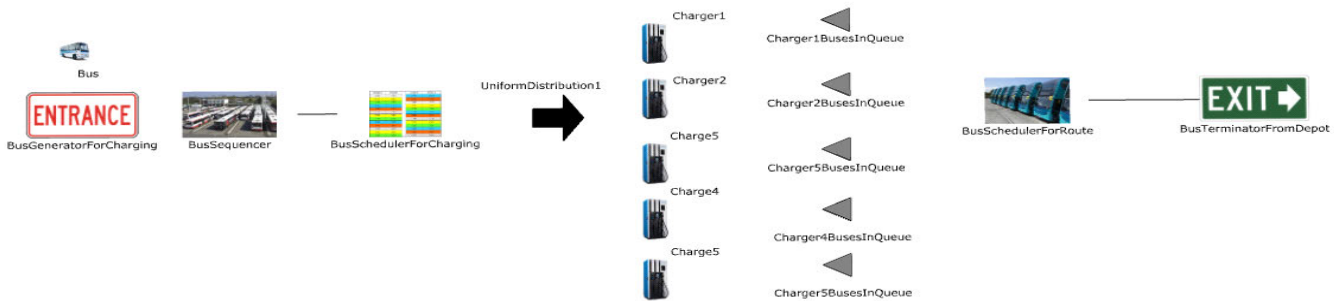 Bus
ENTRANCE
BusGeneratorForCharging
BusSequencer
BusSchedulerForCharging
UniformDistribution1
Charger1
Charger2
Charge5
Charge4
Charge5
Charger1BusesInQueue
Charger2BusesInQueue
Charger5BusesInQueue
Charger4BusesInQueue
Charger5BusesInQueue
BusSchedulerForRoute
EXIT
BusTerminatorFromDepot